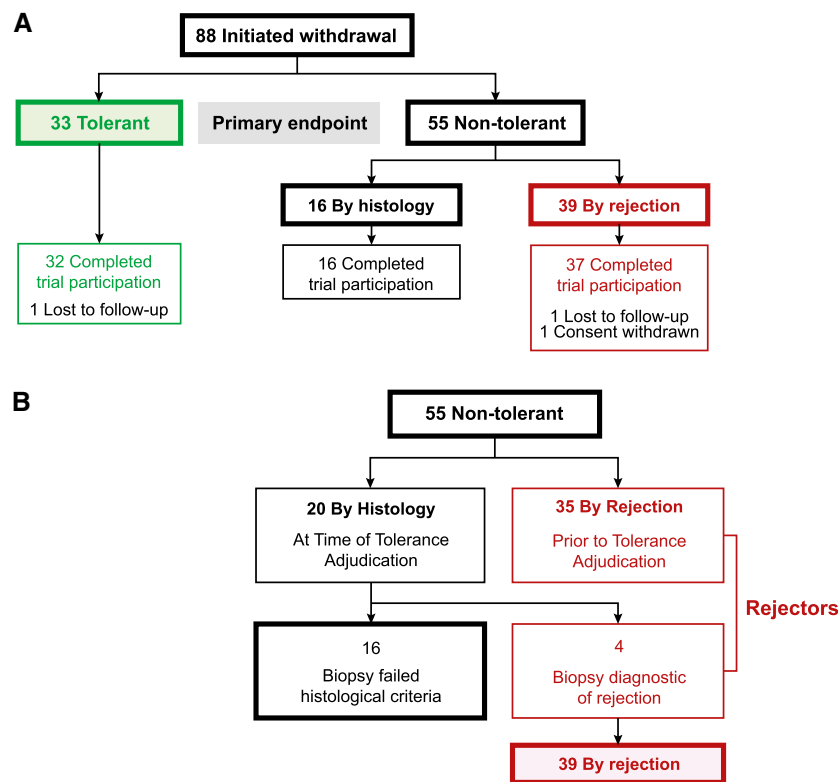 A
88 Initiated withdrawal
33 Tolerant
Primary endpoint
55 Non-tolerant
16 By histology
39 By rejection
32 Completed
trial participation
1 Lost to follow-up
16 Completed
trial participation
37 Completed
trial participation
1 Lost to follow-up
1 Consent withdrawn
B
55 Non-tolerant
20 By Histology
At Time of Tolerance
Adjudication
35 By Rejection
Prior to Tolerance
Adjudication
Rejectors
16
Biopsy failed
histological criteria
4
Biopsy diagnostic
of rejection
39 By rejection